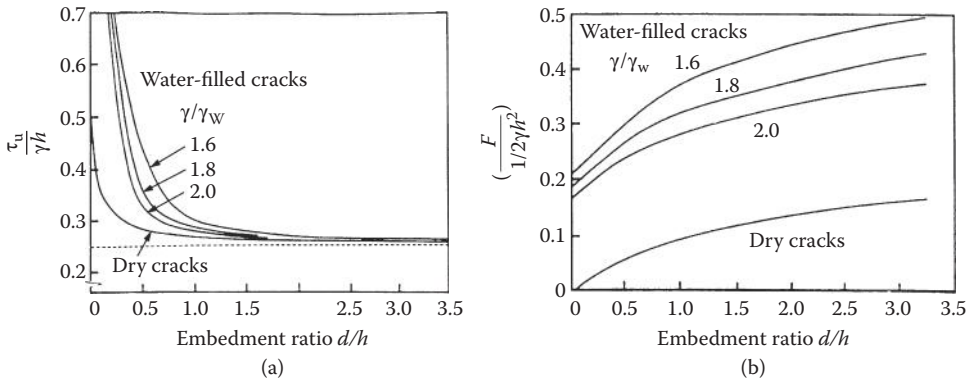 0.7
0.6
0.5
0.4
0.3
0.2
τu/γh
Water-filled cracks
γ/γW
1.6
1.8
2.0
Dry cracks
0 0.5 1.0 1.5 2.5 3.0 3.5
Embedment ratio d/h
(a)
0.5
0.4
0.3
0.2
0.1
0
(F/1/2γh²)
Water-filled cracks
γ/γw 1.6
1.8
2.0
Dry cracks
0 0.5 1.0 1.5 2.0 2.5 3.0 3.5
Embedment ratio d/h
(b)